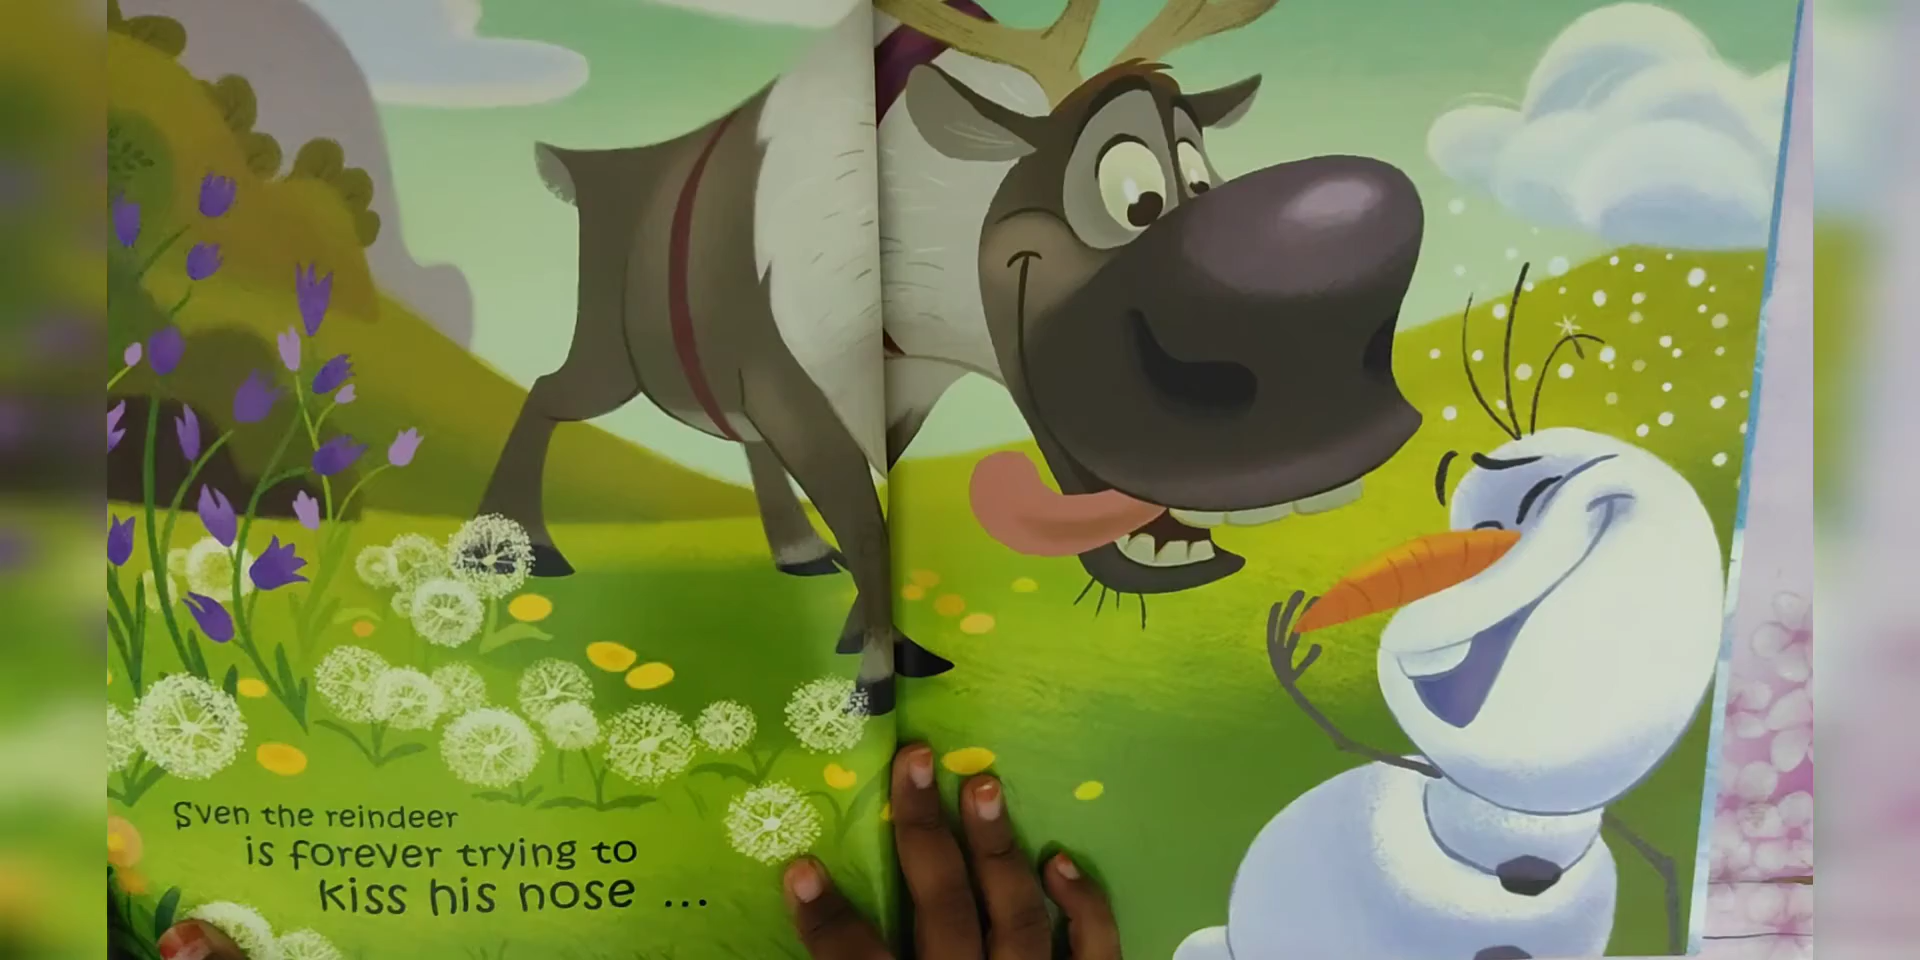 Sven the reindeer
is forever trying to
kiss his nose ...